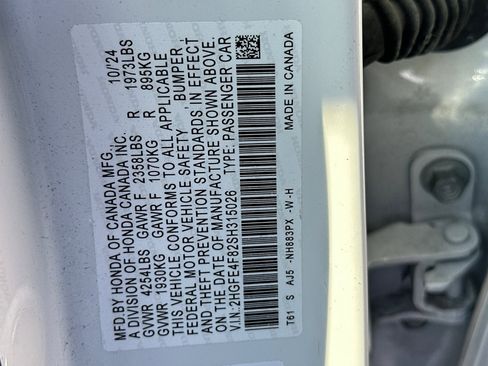 MFD.BY HONDA OF CANADA MFG., 10/24
A DIVISION OF HONDA CANADA INC.
GVWR 4254LBS GAWR F 2358LBS R 1973LBS
GVWR 1930KG GAWR F 1070KG R 895KG
THIS VEHICLE CONFORMS TO ALL APPLICABLE
FEDERAL MOTOR VEHICLE SAFETY, BUMPER,
AND THEFT PREVENTION STANDARDS IN EFFECT
ON THE DATE OF MANUFACTURE SHOWN ABOVE.
V.I.N.:2HGFE4F82SH315026 TYPE: PASSENGER CAR
T61 S AJ5 -NH883PX -W-H MADE IN CANADA